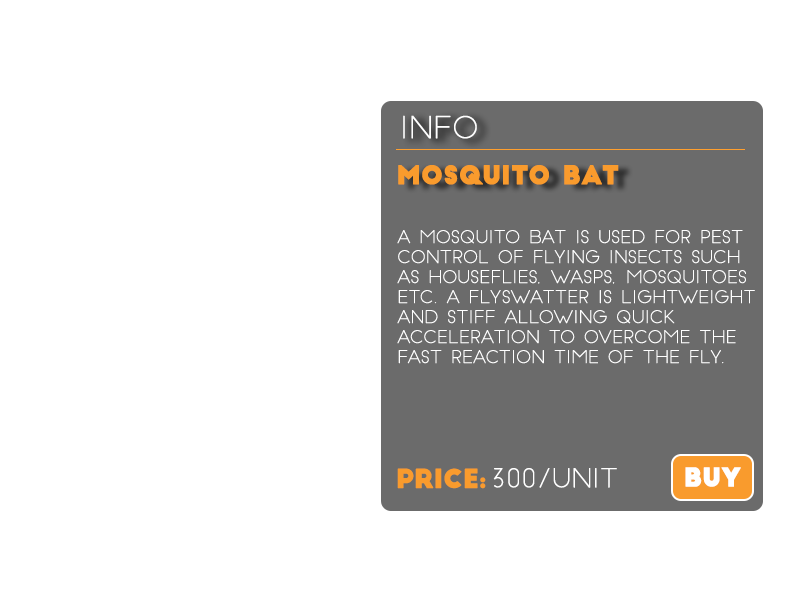 INFO
MOSQUITO BAT
A MOSQUITO BAT IS USED FOR PEST
CONTROL OF FLYING INSECTS SUCH
AS HOUSEFLIES, WASPS, MOSQUITOES
ETC. A FLYSWATTER IS LIGHTWEIGHT
AND STIFF ALLOWING QUICK
ACCELERATION TO OVERCOME THE
FAST REACTION TIME OF THE FLY.
PRICE: 300/UNIT
BUY